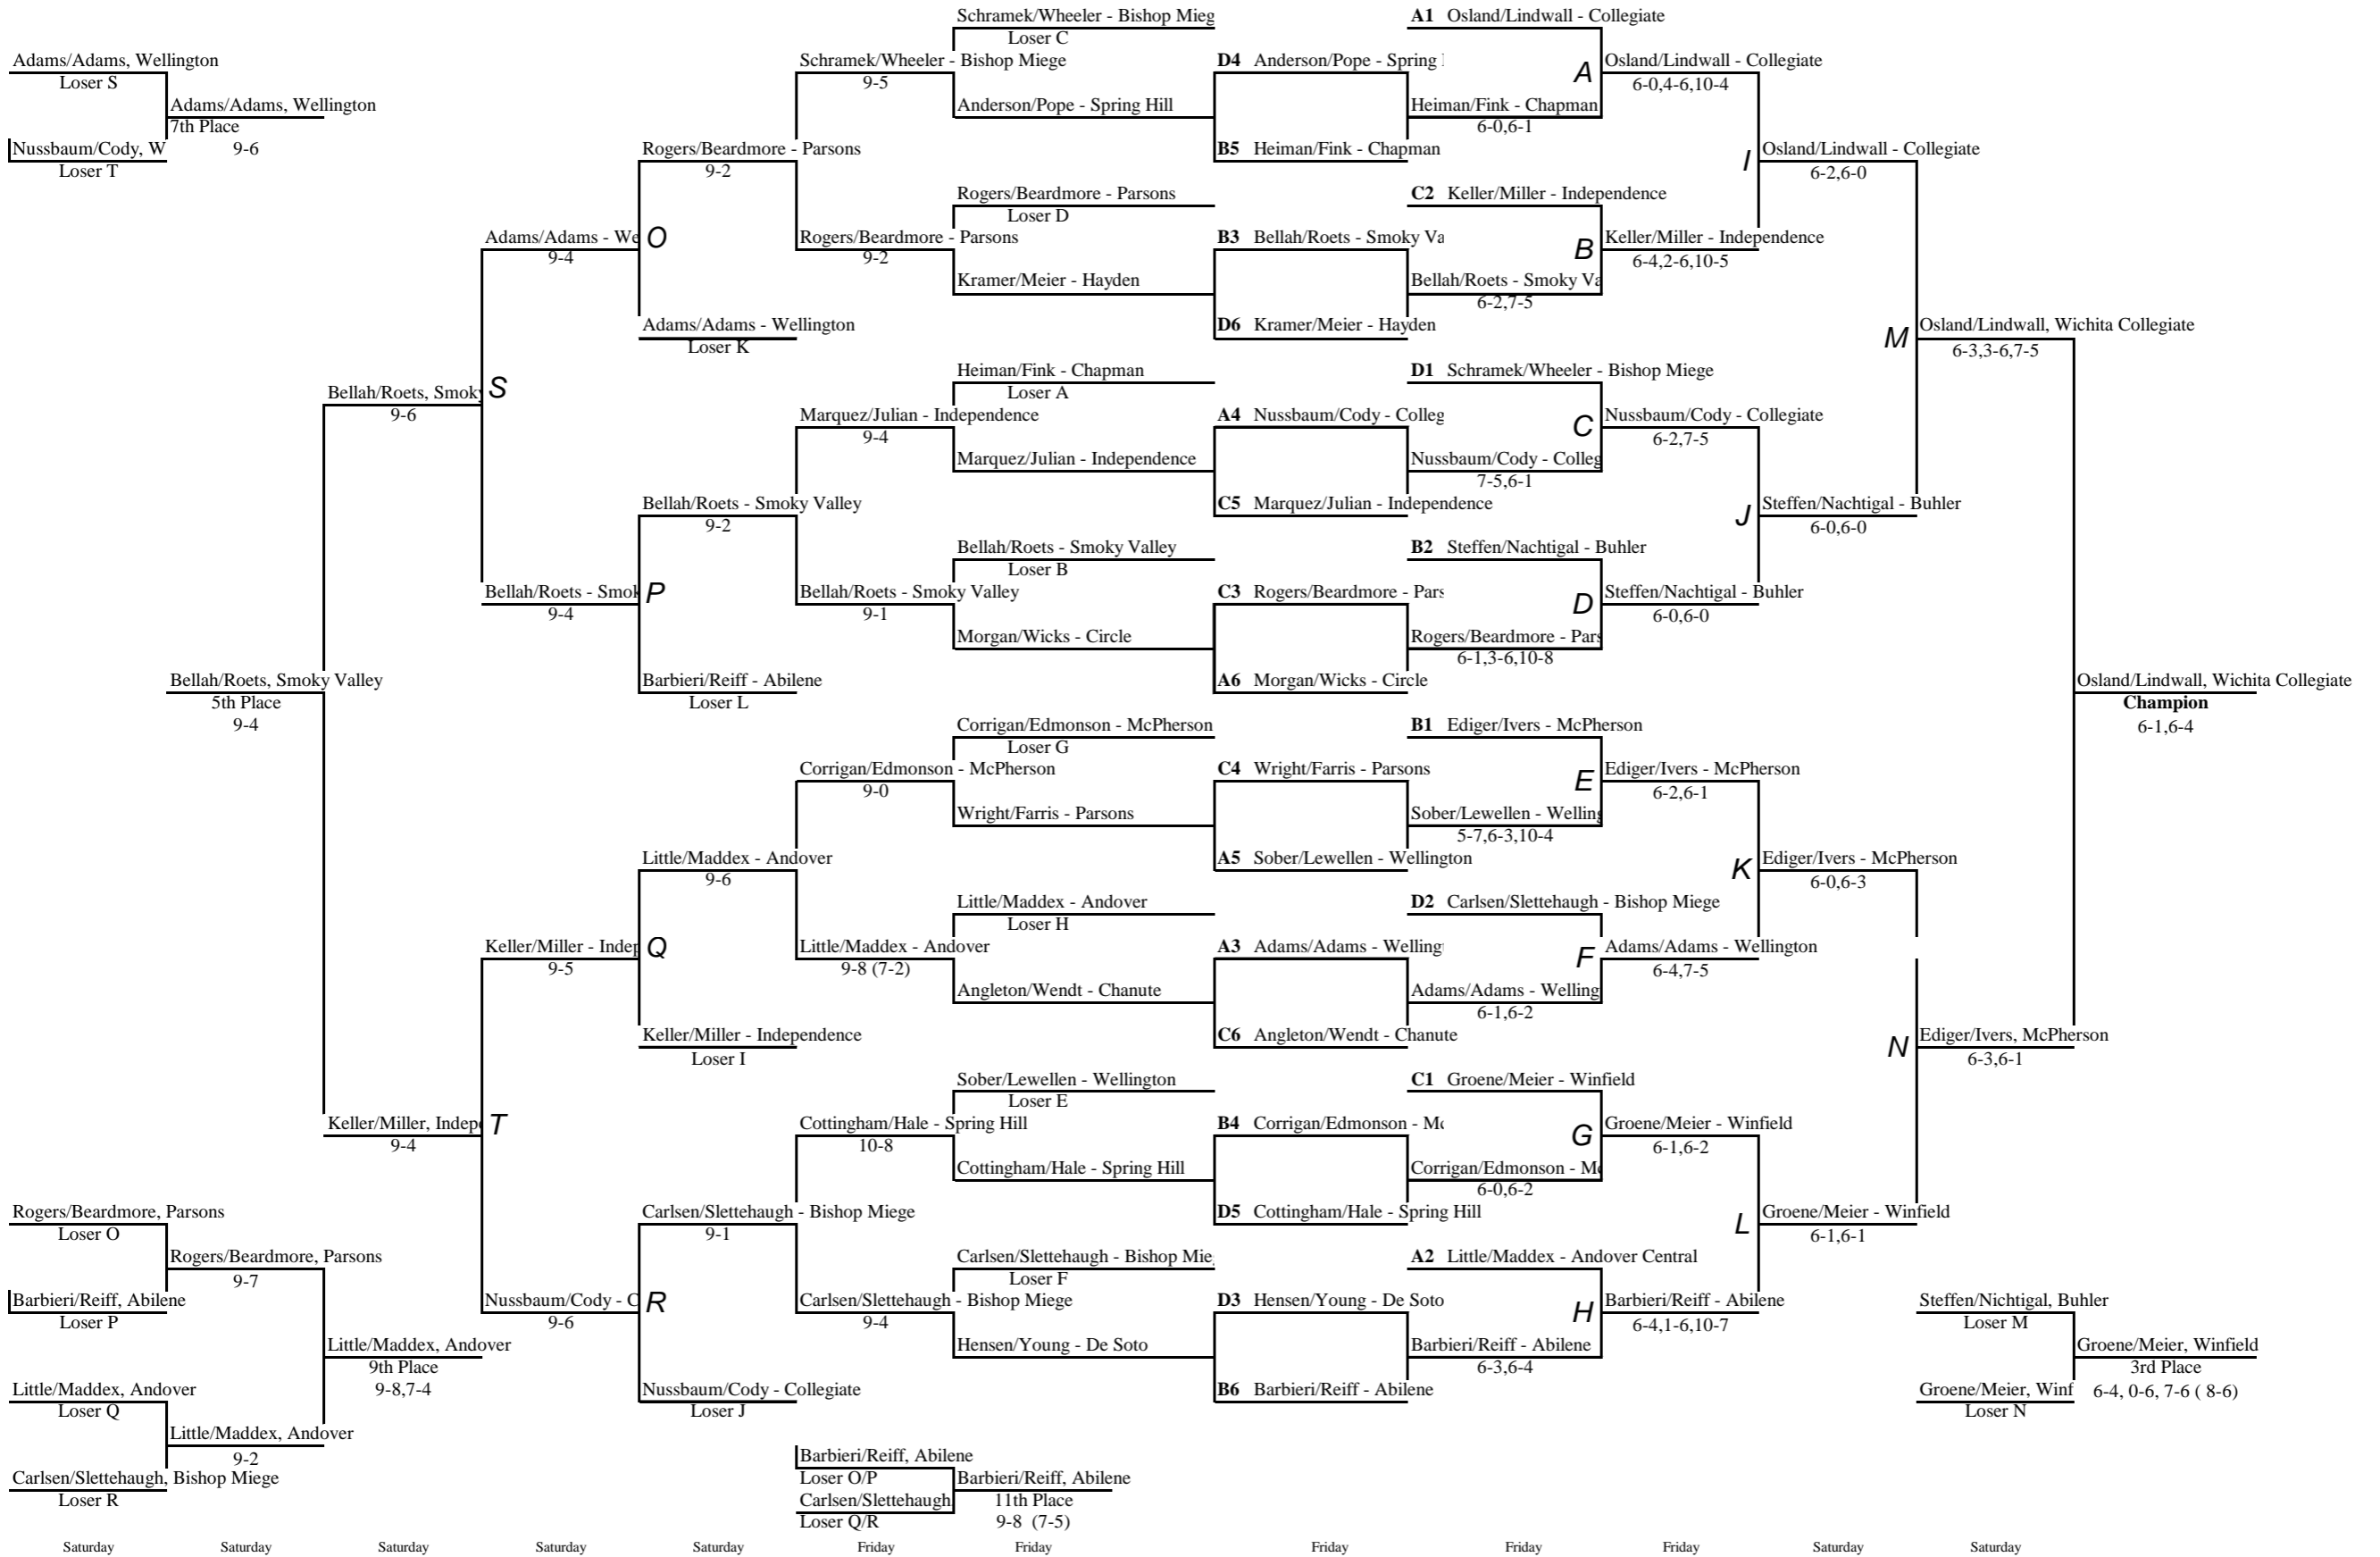 Schramek/Wheeler - Bishop Mieg
A1 Osland/Lindwall - Collegiate
Loser C
Adams/Adams, Wellington
Schramek/Wheeler - Bishop Miege
D4 Anderson/Pope - Spring
A
Osland/Lindwall - Collegiate
Loser S
9-5
6-0,4-6,10-4
Adams/Adams, Wellington
Anderson/Pope - Spring Hill
Heiman/Fink - Chapman
7th Place
6-0,6-1
Nussbaum/Cody, W
9-6
Rogers/Beardmore - Parsons
B5 Heiman/Fink - Chapman
I
Osland/Lindwall - Collegiate
Loser T
9-2
6-2,6-0
Rogers/Beardmore - Parsons
C2 Keller/Miller - Independence
Loser D
Adams/Adams - We
O
Rogers/Beardmore - Parsons
B3 Bellah/Roets - Smoky Va
B
Keller/Miller - Independence
9-4
9-2
6-4,2-6,10-5
Kramer/Meier - Hayden
Bellah/Roets - Smoky Va
6-2,7-5
Adams/Adams - Wellington
D6 Kramer/Meier - Hayden
M
Osland/Lindwall, Wichita Collegiate
Loser K
6-3,3-6,7-5
Heiman/Fink - Chapman
D1 Schramek/Wheeler - Bishop Miege
Bellah/Roets, Smoky
S
Loser A
9-6
Marquez/Julian - Independence
A4 Nussbaum/Cody - Colleg
C
Nussbaum/Cody - Collegiate
9-4
6-2,7-5
Marquez/Julian - Independence
Nussbaum/Cody - Colleg
7-5,6-1
Bellah/Roets - Smoky Valley
C5 Marquez/Julian - Independence
J
Steffen/Nachtigal - Buhler
9-2
6-0,6-0
Bellah/Roets - Smoky Valley
B2 Steffen/Nachtigal - Buhler
Loser B
Bellah/Roets - Smok
P
Bellah/Roets - Smoky Valley
C3 Rogers/Beardmore - Pars
D
Steffen/Nachtigal - Buhler
9-4
9-1
6-0,6-0
Morgan/Wicks - Circle
Rogers/Beardmore - Pars
6-1,3-6,10-8
Bellah/Roets, Smoky Valley
Barbieri/Reiff - Abilene
A6 Morgan/Wicks - Circle
Osland/Lindwall, Wichita Collegiate
5th Place
Loser L
Champion
9-4
Corrigan/Edmonson - McPherson
B1 Ediger/Ivers - McPherson
6-1,6-4
Loser G
Corrigan/Edmonson - McPherson
C4 Wright/Farris - Parsons
E
Ediger/Ivers - McPherson
9-0
6-2,6-1
Wright/Farris - Parsons
Sober/Lewellen - Welling
5-7,6-3,10-4
Little/Maddex - Andover
A5 Sober/Lewellen - Wellington
K
Ediger/Ivers - McPherson
9-6
6-0,6-3
Little/Maddex - Andover
D2 Carlsen/Slettehaugh - Bishop Miege
Loser H
Keller/Miller - Indep
Q
Little/Maddex - Andover
A3 Adams/Adams - Welling
F
Adams/Adams - Wellington
9-5
9-8 (7-2)
6-4,7-5
Angleton/Wendt - Chanute
Adams/Adams - Welling
6-1,6-2
Keller/Miller - Independence
C6 Angleton/Wendt - Chanute
N
Ediger/Ivers, McPherson
Loser I
6-3,6-1
Sober/Lewellen - Wellington
C1 Groene/Meier - Winfield
Loser E
Keller/Miller, Indepe
T
Cottingham/Hale - Spring Hill
B4 Corrigan/Edmonson - Mc
G
Groene/Meier - Winfield
9-4
10-8
6-1,6-2
Cottingham/Hale - Spring Hill
Corrigan/Edmonson - Mc
6-0,6-2
Rogers/Beardmore, Parsons
Carlsen/Slettehaugh - Bishop Miege
D5 Cottingham/Hale - Spring Hill
L
Groene/Meier - Winfield
Loser O
9-1
6-1,6-1
Rogers/Beardmore, Parsons
Carlsen/Slettehaugh - Bishop Mie
A2 Little/Maddex - Andover Central
9-7
Loser F
Barbieri/Reiff, Abilene
Nussbaum/Cody - C
R
Carlsen/Slettehaugh - Bishop Miege
D3 Hensen/Young - De Soto
H
Barbieri/Reiff - Abilene
Steffen/Nichtigal, Buhler
Loser P
9-6
9-4
6-4,1-6,10-7
Loser M
Little/Maddex, Andover
Hensen/Young - De Soto
Barbieri/Reiff - Abilene
Groene/Meier, Winfield
9th Place
6-3,6-4
3rd Place
Little/Maddex, Andover
9-8,7-4
Nussbaum/Cody - Collegiate
B6 Barbieri/Reiff - Abilene
Groene/Meier, Winf
6-4, 0-6, 7-6 ( 8-6)
Loser Q
Loser J
Loser N
Little/Maddex, Andover
9-2
Barbieri/Reiff, Abilene
Carlsen/Slettehaugh, Bishop Miege
Loser O/P
Barbieri/Reiff, Abilene
Loser R
Carlsen/Slettehaugh
11th Place
Loser Q/R
9-8 (7-5)
Saturday Saturday Saturday Saturday Saturday Friday Friday Friday Friday Friday Saturday Saturday